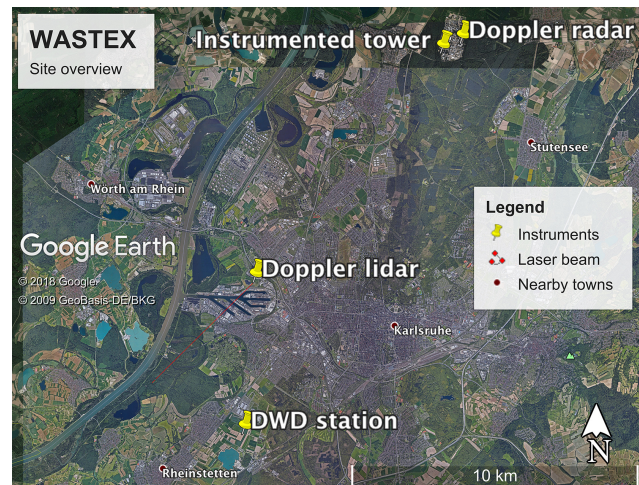 WASTEX
Site overview
Instrumented tower
Doppler radar
Stutensee
Wörth am Rhein
Legend
Instruments
Laser beam
Nearby towns
Google Earth
Doppler lidar
© 2018 Google
© 2009 GeoBasis-DE/BKG
Karlsruhe
DWD station
N
Rheinstetten
10 km